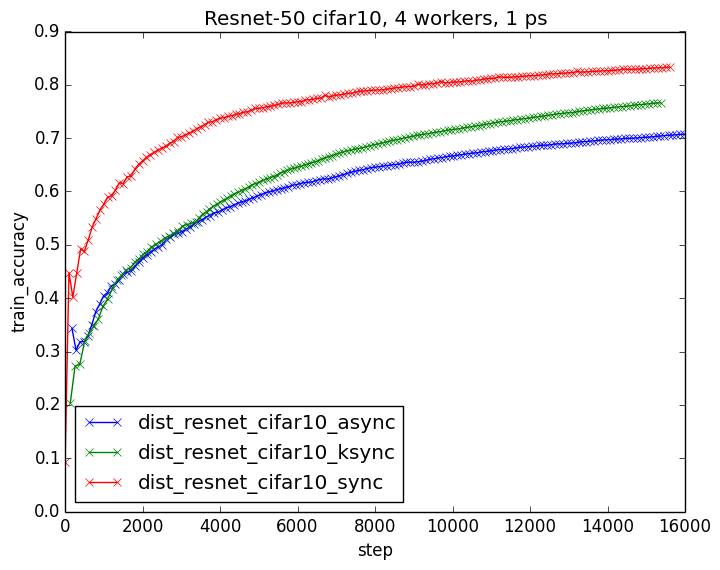 Resnet-50 cifar10, 4 workers, 1 ps
0.9
0.8
0.7
0.6
0.5
0.4
0.3
0.2
0.1
0.0
train_accuracy
dist_resnet_cifar10_async
dist_resnet_cifar10_ksync
dist_resnet_cifar10_sync
0 2000 4000 6000 8000 10000 12000 14000 16000
step